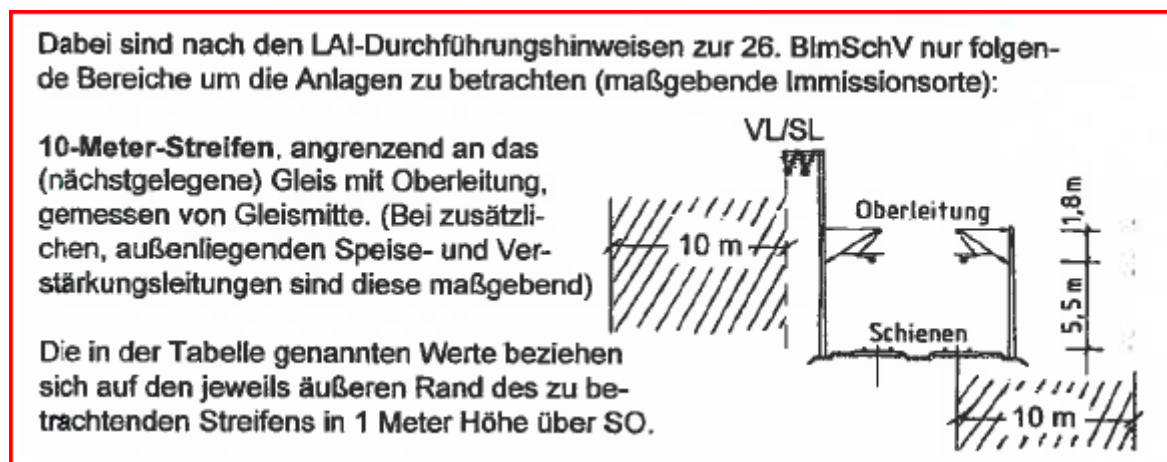 Dabei sind nach den LAI-Durchführungshinweisen zur 26. BImSchV nur folgen-
de Bereiche um die Anlagen zu betrachten (maßgebende Immissionsorte):
10-Meter-Streifen, angrenzend an das
(nächstgelegene) Gleis mit Oberleitung,
gemessen von Gleismitte. (Bei zusätzli-
chen, außenliegenden Speise- und Ver-
stärkungsleitungen sind diese maßgebend)
Die in der Tabelle genannten Werte beziehen
sich auf den jeweils äußeren Rand des zu be-
trachtenden Streifens in 1 Meter Höhe über SO.
VL/SL
Oberleitung
10 m
1,8m
5,5m
Schienen
10 m